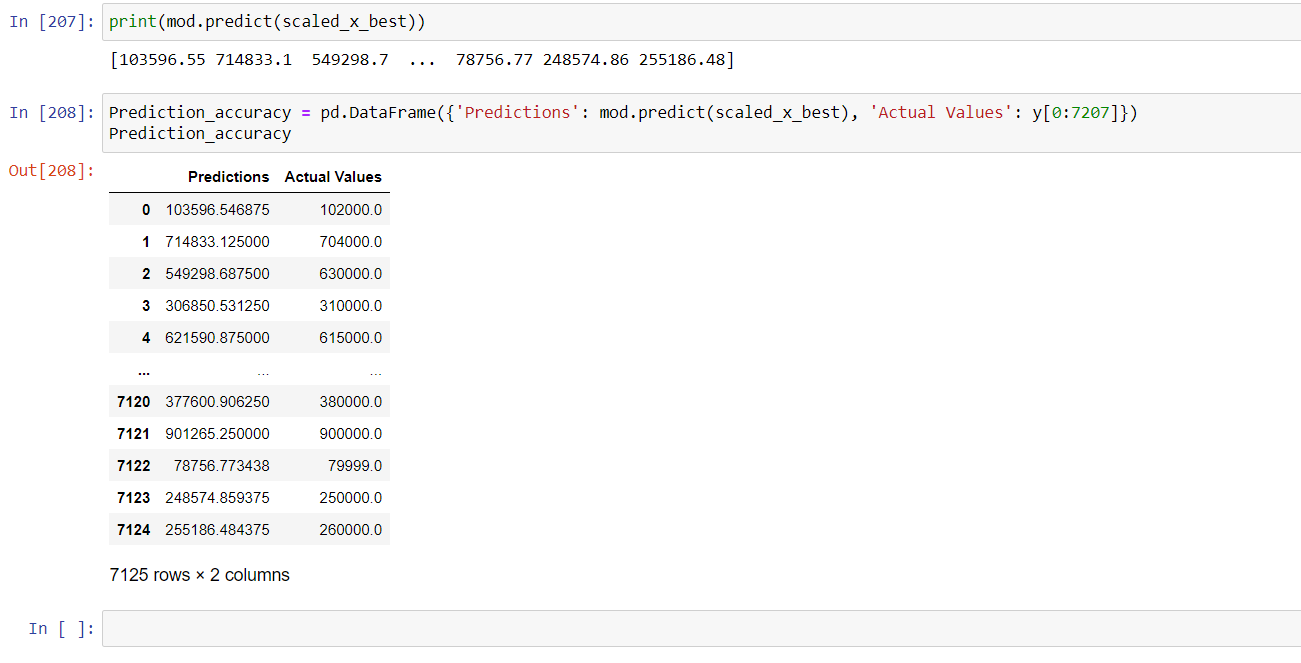 In [207]: print(mod.predict(scaled_x_best))
[103596.55 714833.1  549298.7  ...  78756.77 248574.86 255186.48]
In [208]: Prediction_accuracy = pd.DataFrame({'Predictions': mod.predict(scaled_x_best), 'Actual Values': y[0:7207]})
Prediction_accuracy
Out[208]:
Predictions Actual Values
0 103596.546875 102000.0
1 714833.125000 704000.0
2 549298.687500 630000.0
3 306850.531250 310000.0
4 621590.875000 615000.0
... ... ...
7120 377600.906250 380000.0
7121 901265.250000 900000.0
7122 78756.773438 79999.0
7123 248574.859375 250000.0
7124 255186.484375 260000.0
7125 rows × 2 columns
In [ ]: